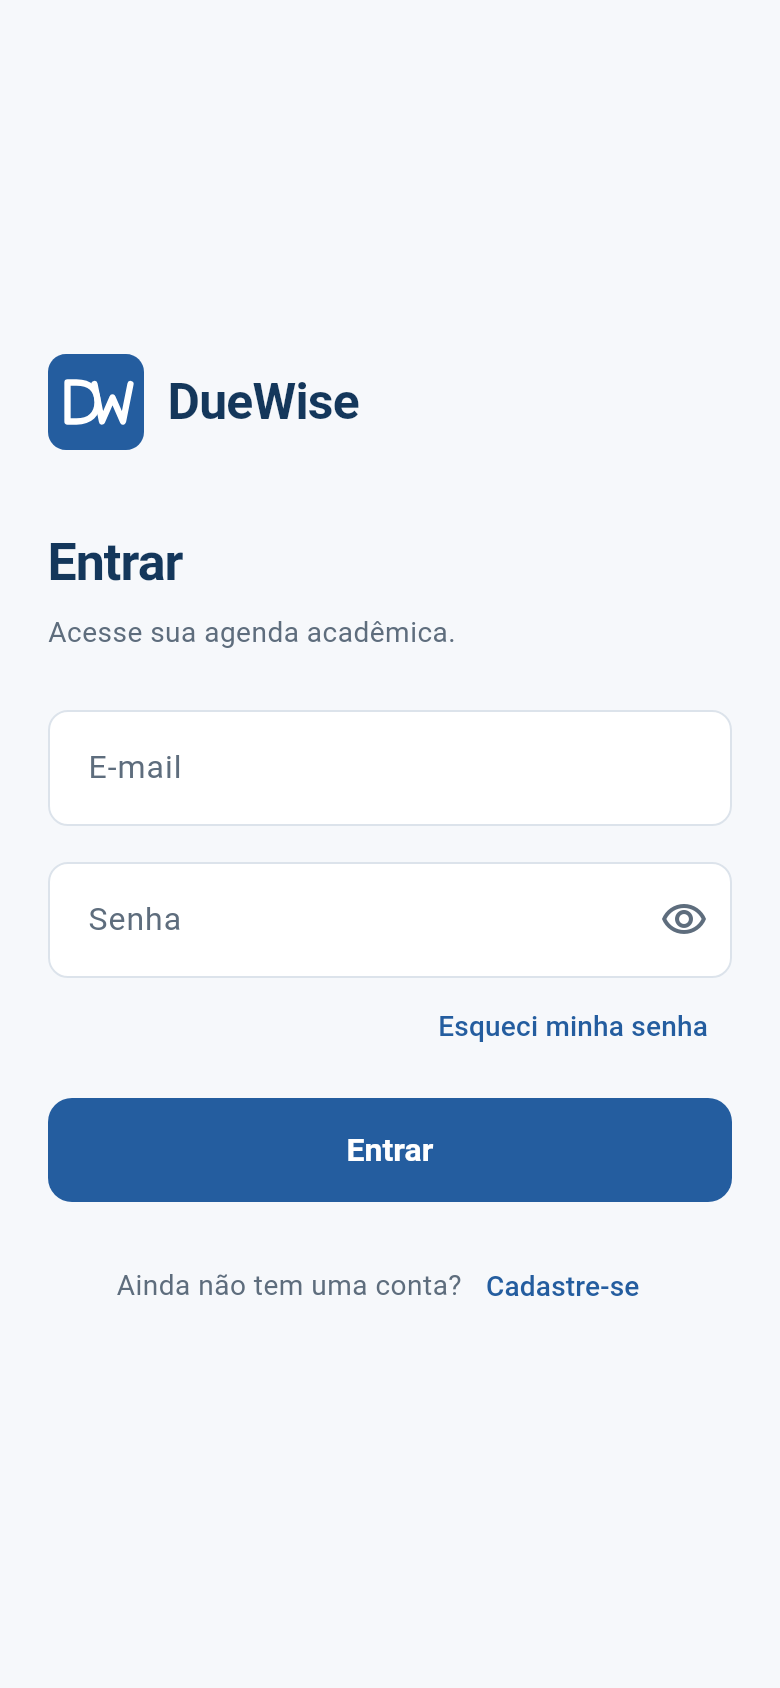 DW DueWise
Entrar
Acesse sua agenda acadêmica.
E-mail
Senha
Esqueci minha senha
Entrar
Ainda não tem uma conta? Cadastre-se